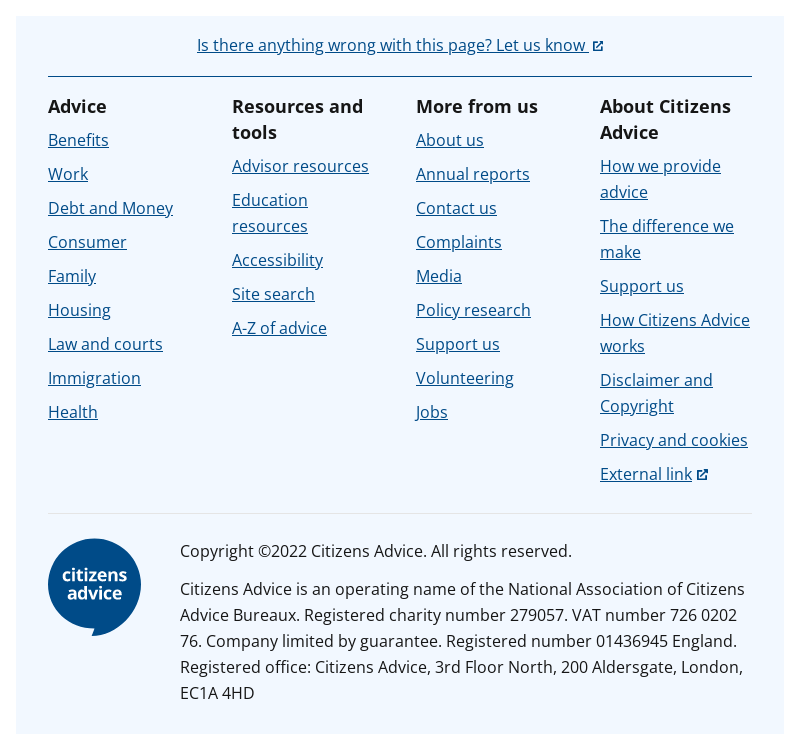 Is there anything wrong with this page? Let us know
Advice
Benefits
Work
Debt and Money
Consumer
Family
Housing
Law and courts
Immigration
Health
Resources and
tools
Advisor resources
Education
resources
Accessibility
Site search
A-Z of advice
More from us
About us
Annual reports
Contact us
Complaints
Media
Policy research
Support us
Volunteering
Jobs
About Citizens
Advice
How we provide
advice
The difference we
make
Support us
How Citizens Advice
works
Disclaimer and
Copyright
Privacy and cookies
External link
citizens
advice
Copyright ©2022 Citizens Advice. All rights reserved.
Citizens Advice is an operating name of the National Association of Citizens
Advice Bureaux. Registered charity number 279057. VAT number 726 0202
76. Company limited by guarantee. Registered number 01436945 England.
Registered office: Citizens Advice, 3rd Floor North, 200 Aldersgate, London,
EC1A 4HD